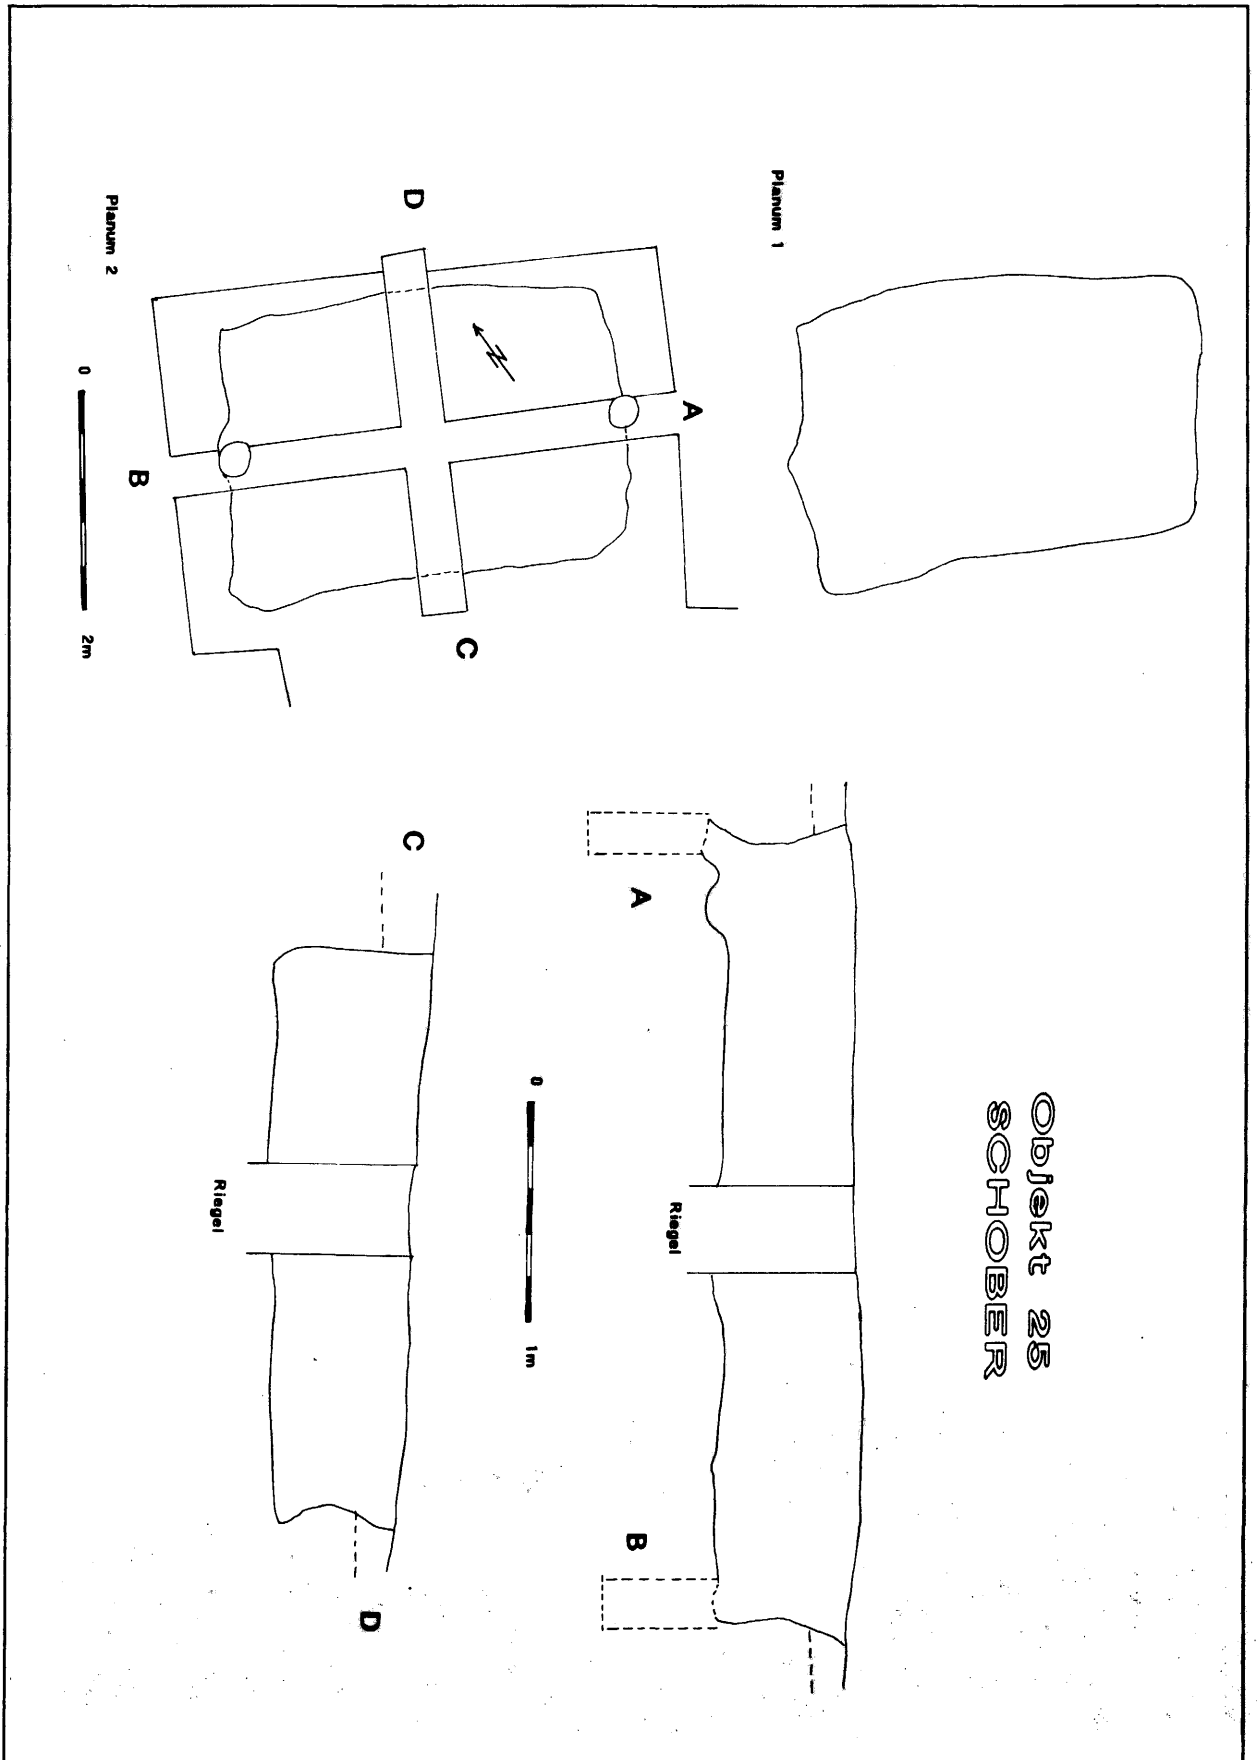 Objekt 25
SCHOBER
Planum 1
A
B
C
D
Planum 2
0 2m
A
B
Riegel
0 1m
C
D
Riegel